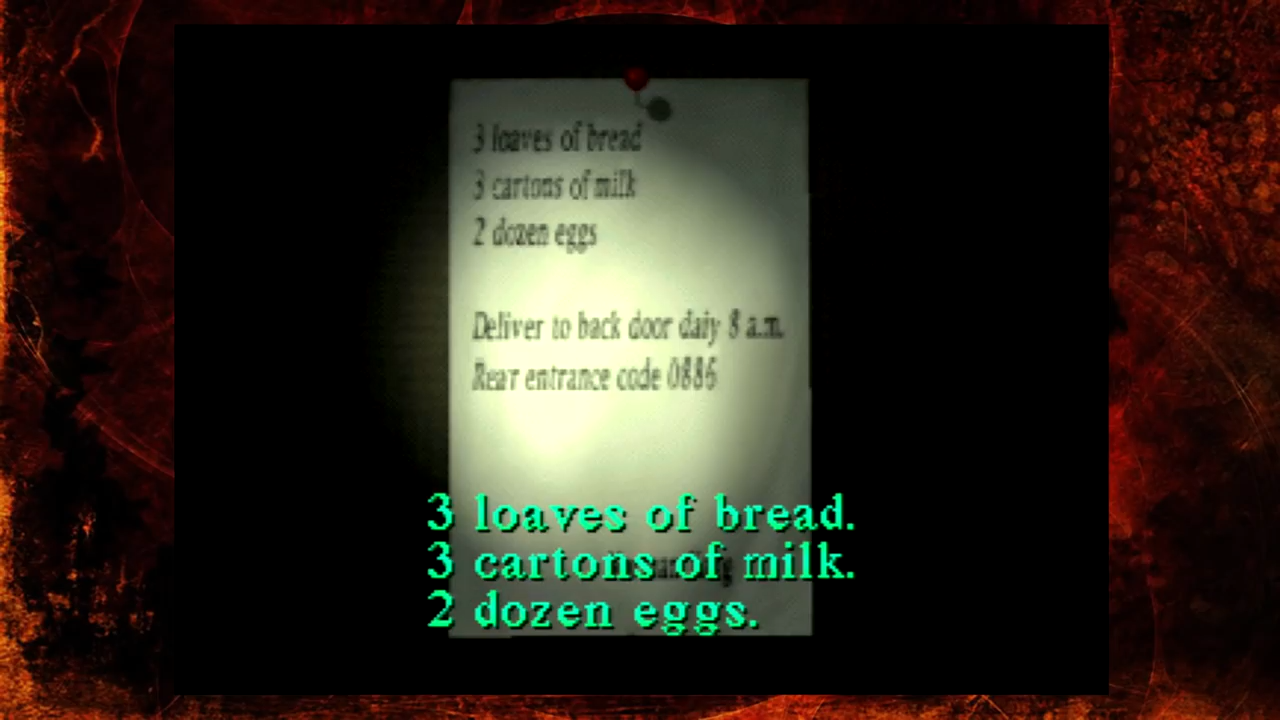 3 loaves of bread
3 cartons of milk
2 dozen eggs
Deliver to back door daiy 8 a.m.
Rear entrance code 0886
3 loaves of bread.
3 cartons of milk.
2 dozen eggs.